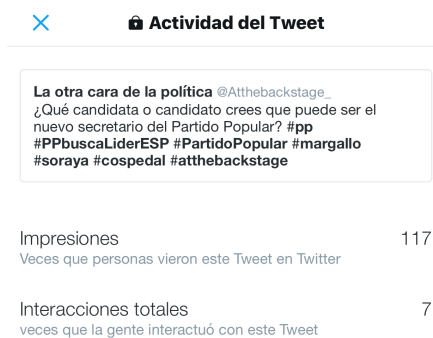 Actividad del Tweet
La otra cara de la política @Atthebackstage_
¿Qué candidata o candidato crees que puede ser el
nuevo secretario del Partido Popular? #pp
#PPbuscaLiderESP #PartidoPopular #margallo
#soraya #cospedal #atthebackstage
Impresiones 117
Veces que personas vieron este Tweet en Twitter
Interacciones totales 7
veces que la gente interactuó con este Tweet